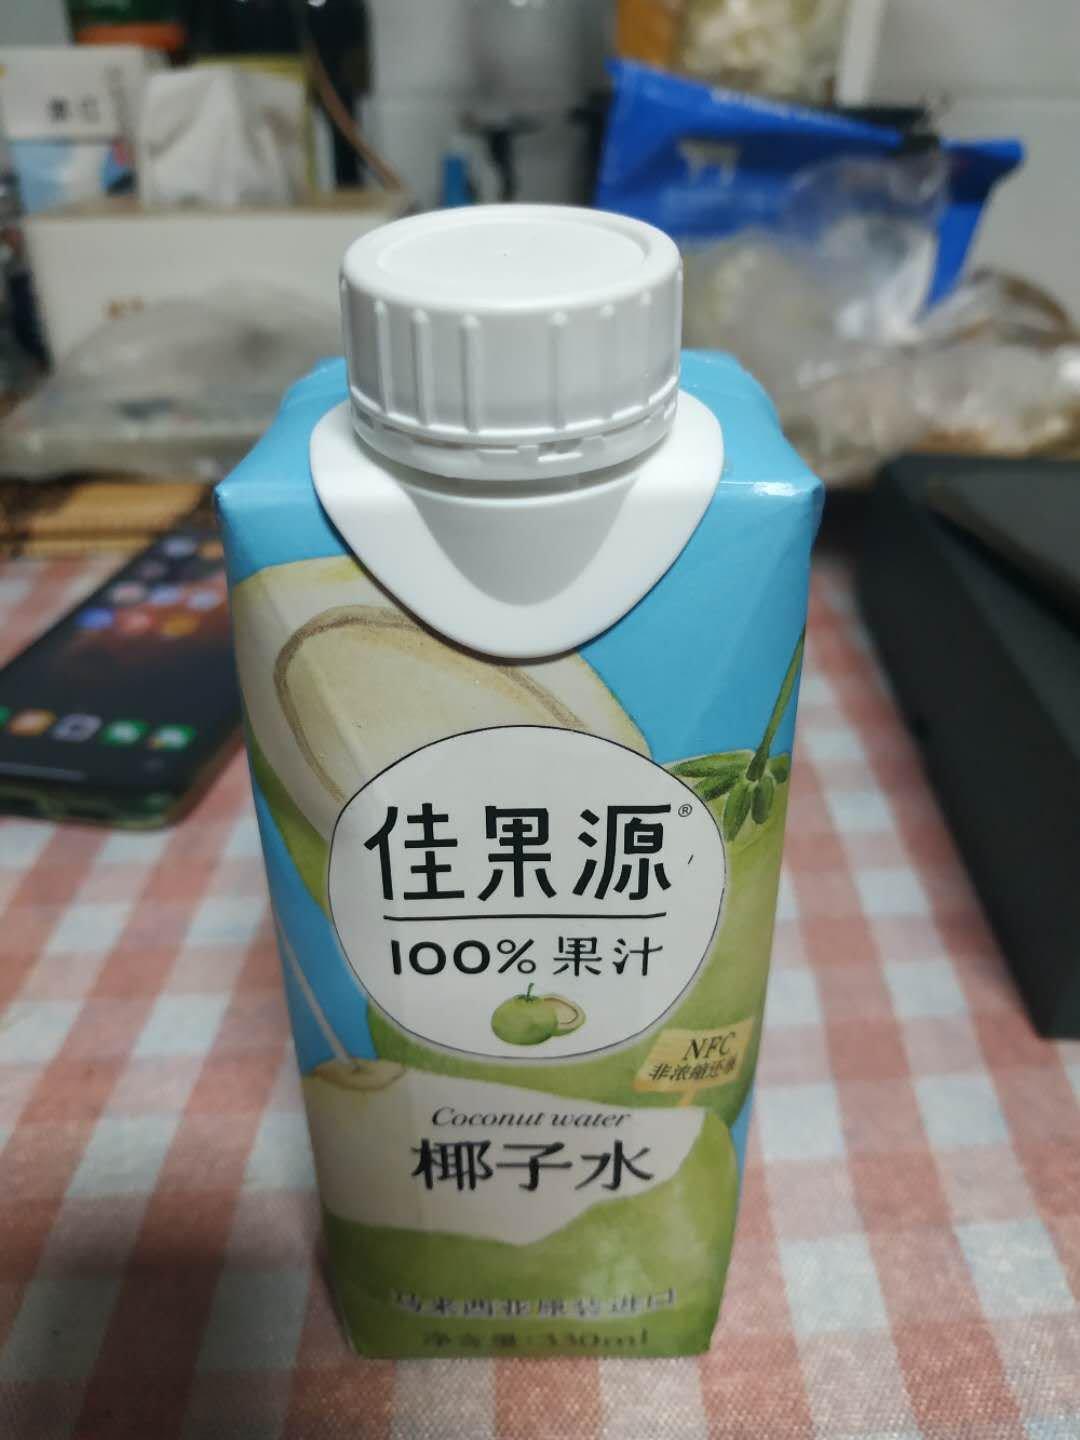 佳果源®
100%果汁
NFC
非浓缩还原
Coconut water
椰子水
马来西亚原装进口
净含量:330ml